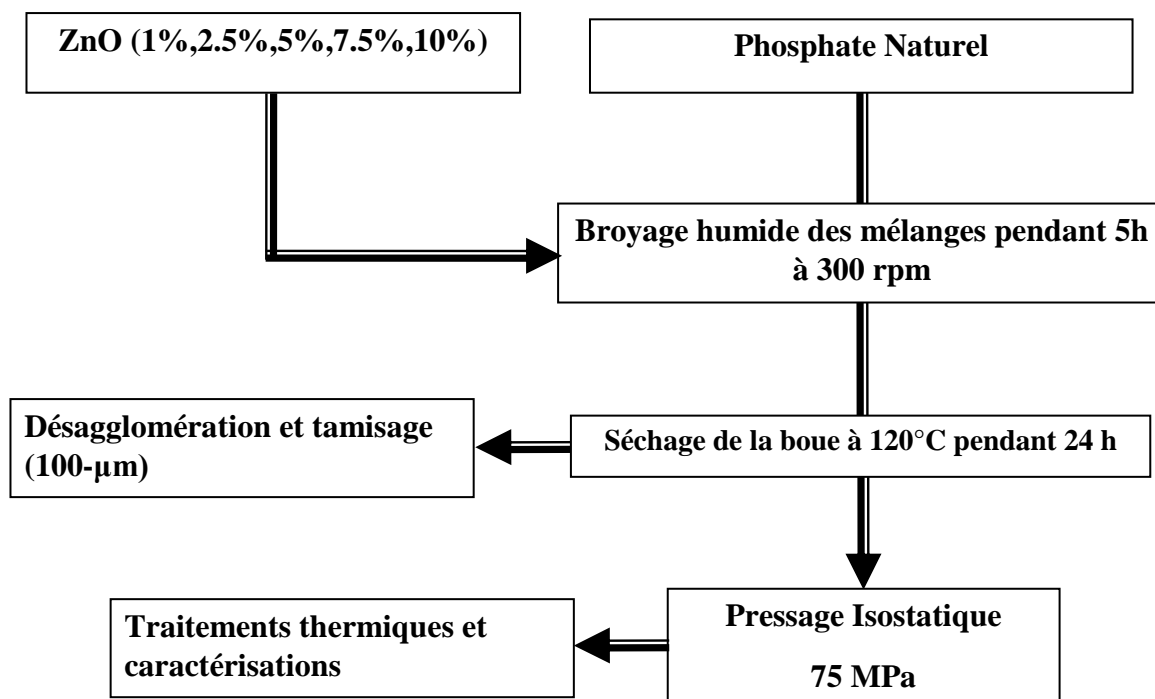 ZnO (1%,2.5%,5%,7.5%,10%)
Phosphate Naturel
Broyage humide des mélanges pendant 5h
à 300 rpm
Désagglomération et tamisage
(100-µm)
Séchage de la boue à 120°C pendant 24 h
Traitements thermiques et
caractérisations
Pressage Isostatique
75 MPa